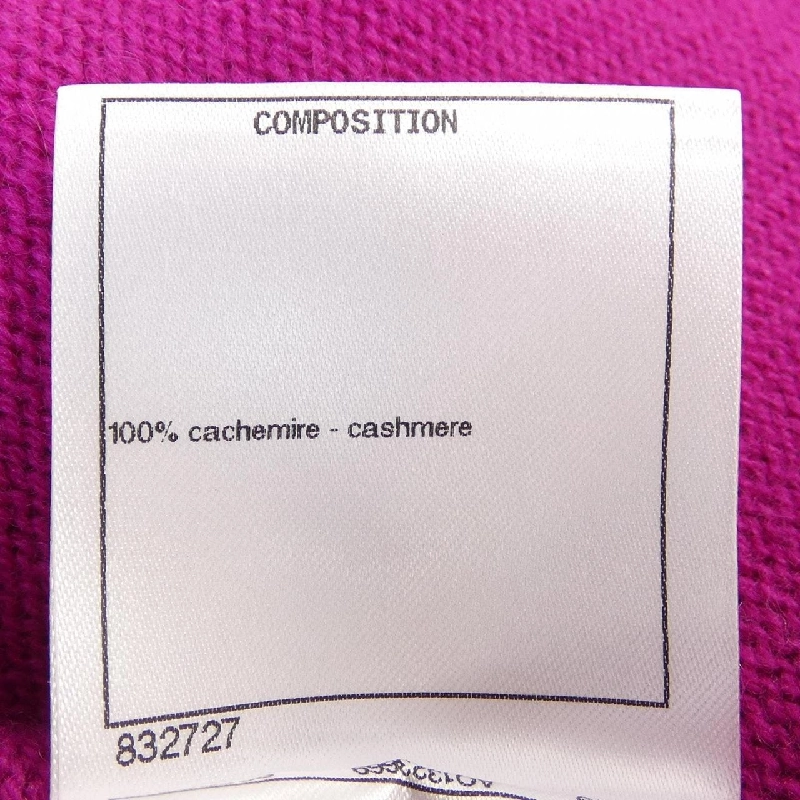 COMPOSITION
100% cachemire - cashmere
832727